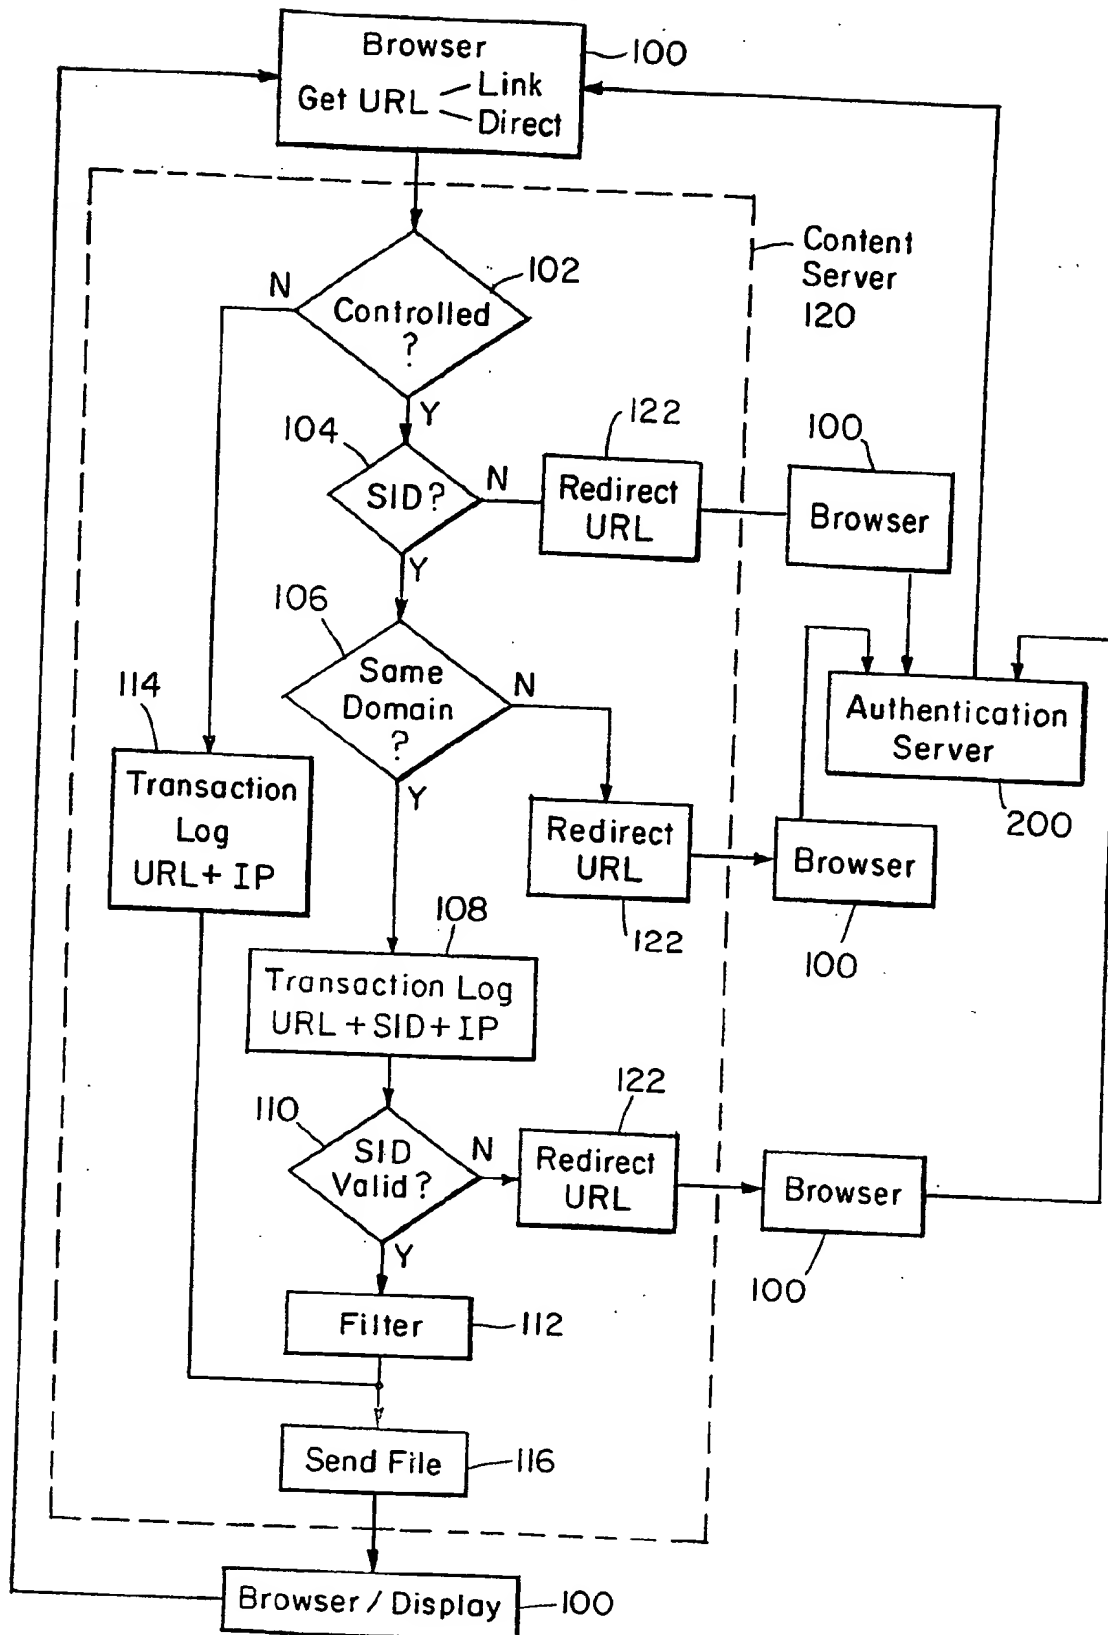 Browser
Get URL
Link
Direct
100
Content
Server
120
102
N
Controlled
?
Y
104
SID?
N
122
Redirect
URL
100
Browser
Y
106
Same
Domain
?
N
Y
114
Transaction
Log
URL+ IP
Authentication
Server
200
Redirect
URL
122
Browser
100
108
Transaction Log
URL+SID+IP
110
SID
Valid?
N
122
Redirect
URL
Browser
100
Y
Filter
112
Send File
116
Browser / Display
100